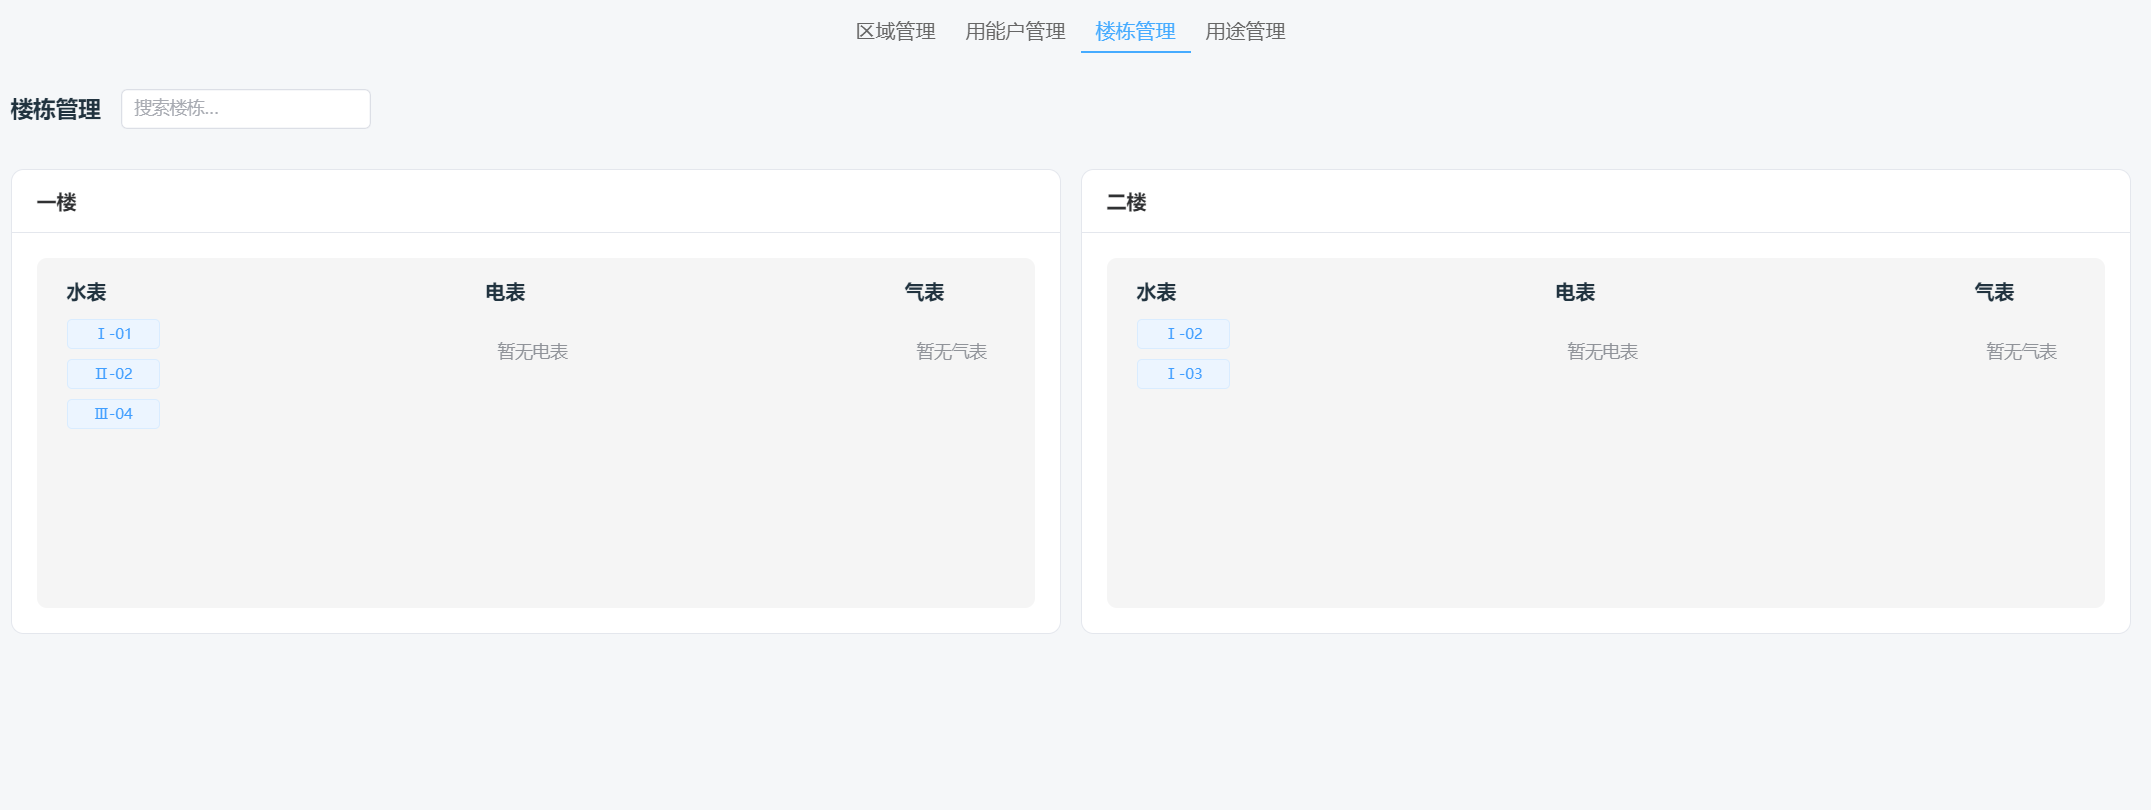 区域管理 用能户管理 楼栋管理 用途管理
楼栋管理 搜索楼栋...
一楼
水表 电表 气表
Ⅰ-01
暂无电表 暂无气表
Ⅱ-02
Ⅲ-04
二楼
水表 电表 气表
Ⅰ-02
暂无电表 暂无气表
Ⅰ-03